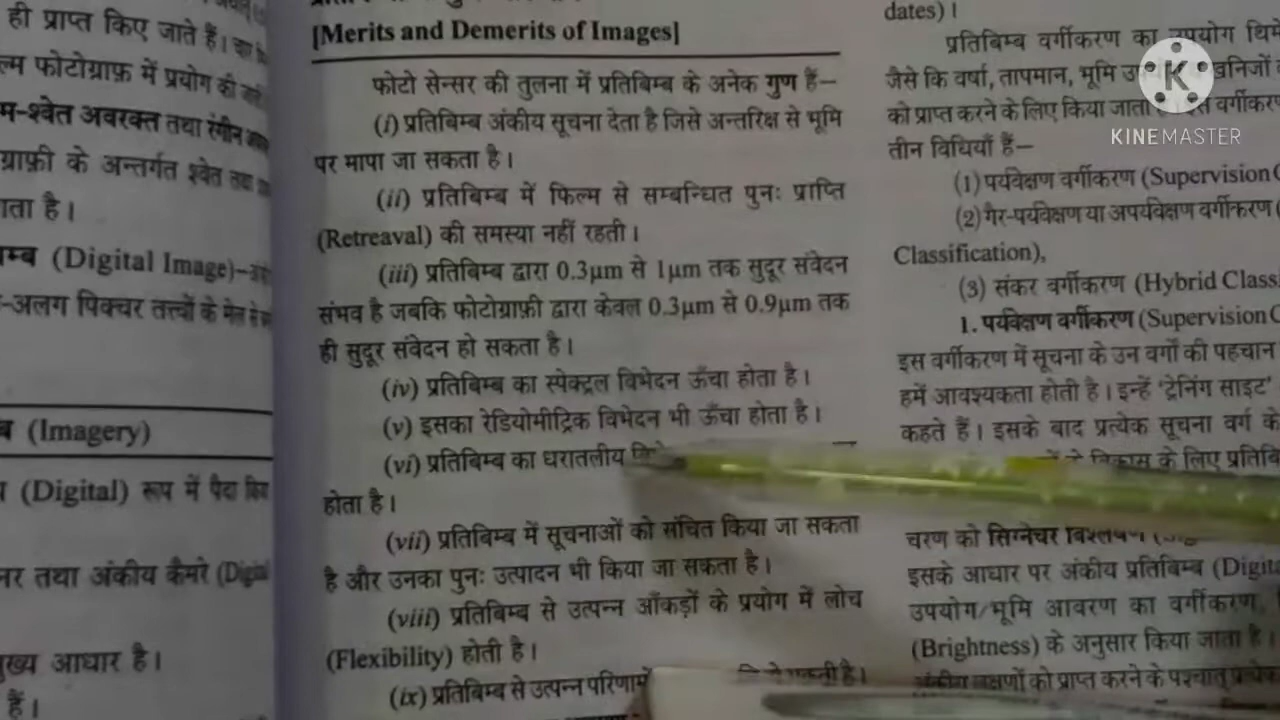 ही प्राप्त किए जाते हैं।
ल्म फोटोग्राफ़ में प्रयोग की
म-श्वेत अवरक्त तथा रंगीन
ग्राफ़ी के अन्तर्गत श्वेत तथा
ाता है।
म्ब (Digital Image)–
-अलग पिक्चर तत्त्वों के मेल से
ब (Imagery)
(Digital) रूप में पैदा किया
नर तथा अंकीय कैमरे (Digital
मुख्य आधार है।
हैं।
[Merits and Demerits of Images]
फोटो सेन्सर की तुलना में प्रतिबिम्ब के अनेक गुण हैं–
(i) प्रतिबिम्ब अंकीय सूचना देता है जिसे अन्तरिक्ष से भूमि
पर मापा जा सकता है।
(ii) प्रतिबिम्ब में फिल्म से सम्बन्धित पुनः प्राप्ति
(Retreaval) की समस्या नहीं रहती।
(iii) प्रतिबिम्ब द्वारा 0.3µm से 1µm तक सुदूर संवेदन
संभव है जबकि फोटोग्राफ़ी द्वारा केवल 0.3µm से 0.9µm तक
ही सुदूर संवेदन हो सकता है।
(iv) प्रतिबिम्ब का स्पेक्ट्रल विभेदन ऊँचा होता है।
(v) इसका रेडियोमीट्रिक विभेदन भी ऊँचा होता है।
(vi) प्रतिबिम्ब का धरातलीय
होता है।
(vii) प्रतिबिम्ब में सूचनाओं को संचित किया जा सकता
है और उनका पुनः उत्पादन भी किया जा सकता है।
(viii) प्रतिबिम्ब से उत्पन्न आँकड़ों के प्रयोग में लोच
(Flexibility) होती है।
(ix) प्रतिबिम्ब से उत्पन्न
dates)।
प्रतिबिम्ब वर्गीकरण का उपयोग
जैसे कि वर्षा, तापमान, भूमि खनिजों
को प्राप्त करने के लिए किया जाता वर्गीकरण
तीन विधियाँ हैं–
(1) पर्यवेक्षण वर्गीकरण (Supervision
(2) गैर-पर्यवेक्षण या अपर्यवेक्षण वर्गीकरण
Classification),
(3) संकर वर्गीकरण (Hybrid
1. पर्यवेक्षण वर्गीकरण (Supervision
इस वर्गीकरण में सूचना के उन वर्गों की पहचान
हमें आवश्यकता होती है। इन्हें 'ट्रेनिंग साइट'
कहते हैं। इसके बाद प्रत्येक सूचना वर्ग के
विकास के लिए
चरण को सिग्नेचर विश्लेषण
इसके आधार पर अंकीय प्रतिबिम्ब
उपयोग/भूमि आवरण का वर्गीकरण
(Brightness) के अनुसार किया जाता है।
को प्राप्त करने के पश्चात्
KINEMASTER